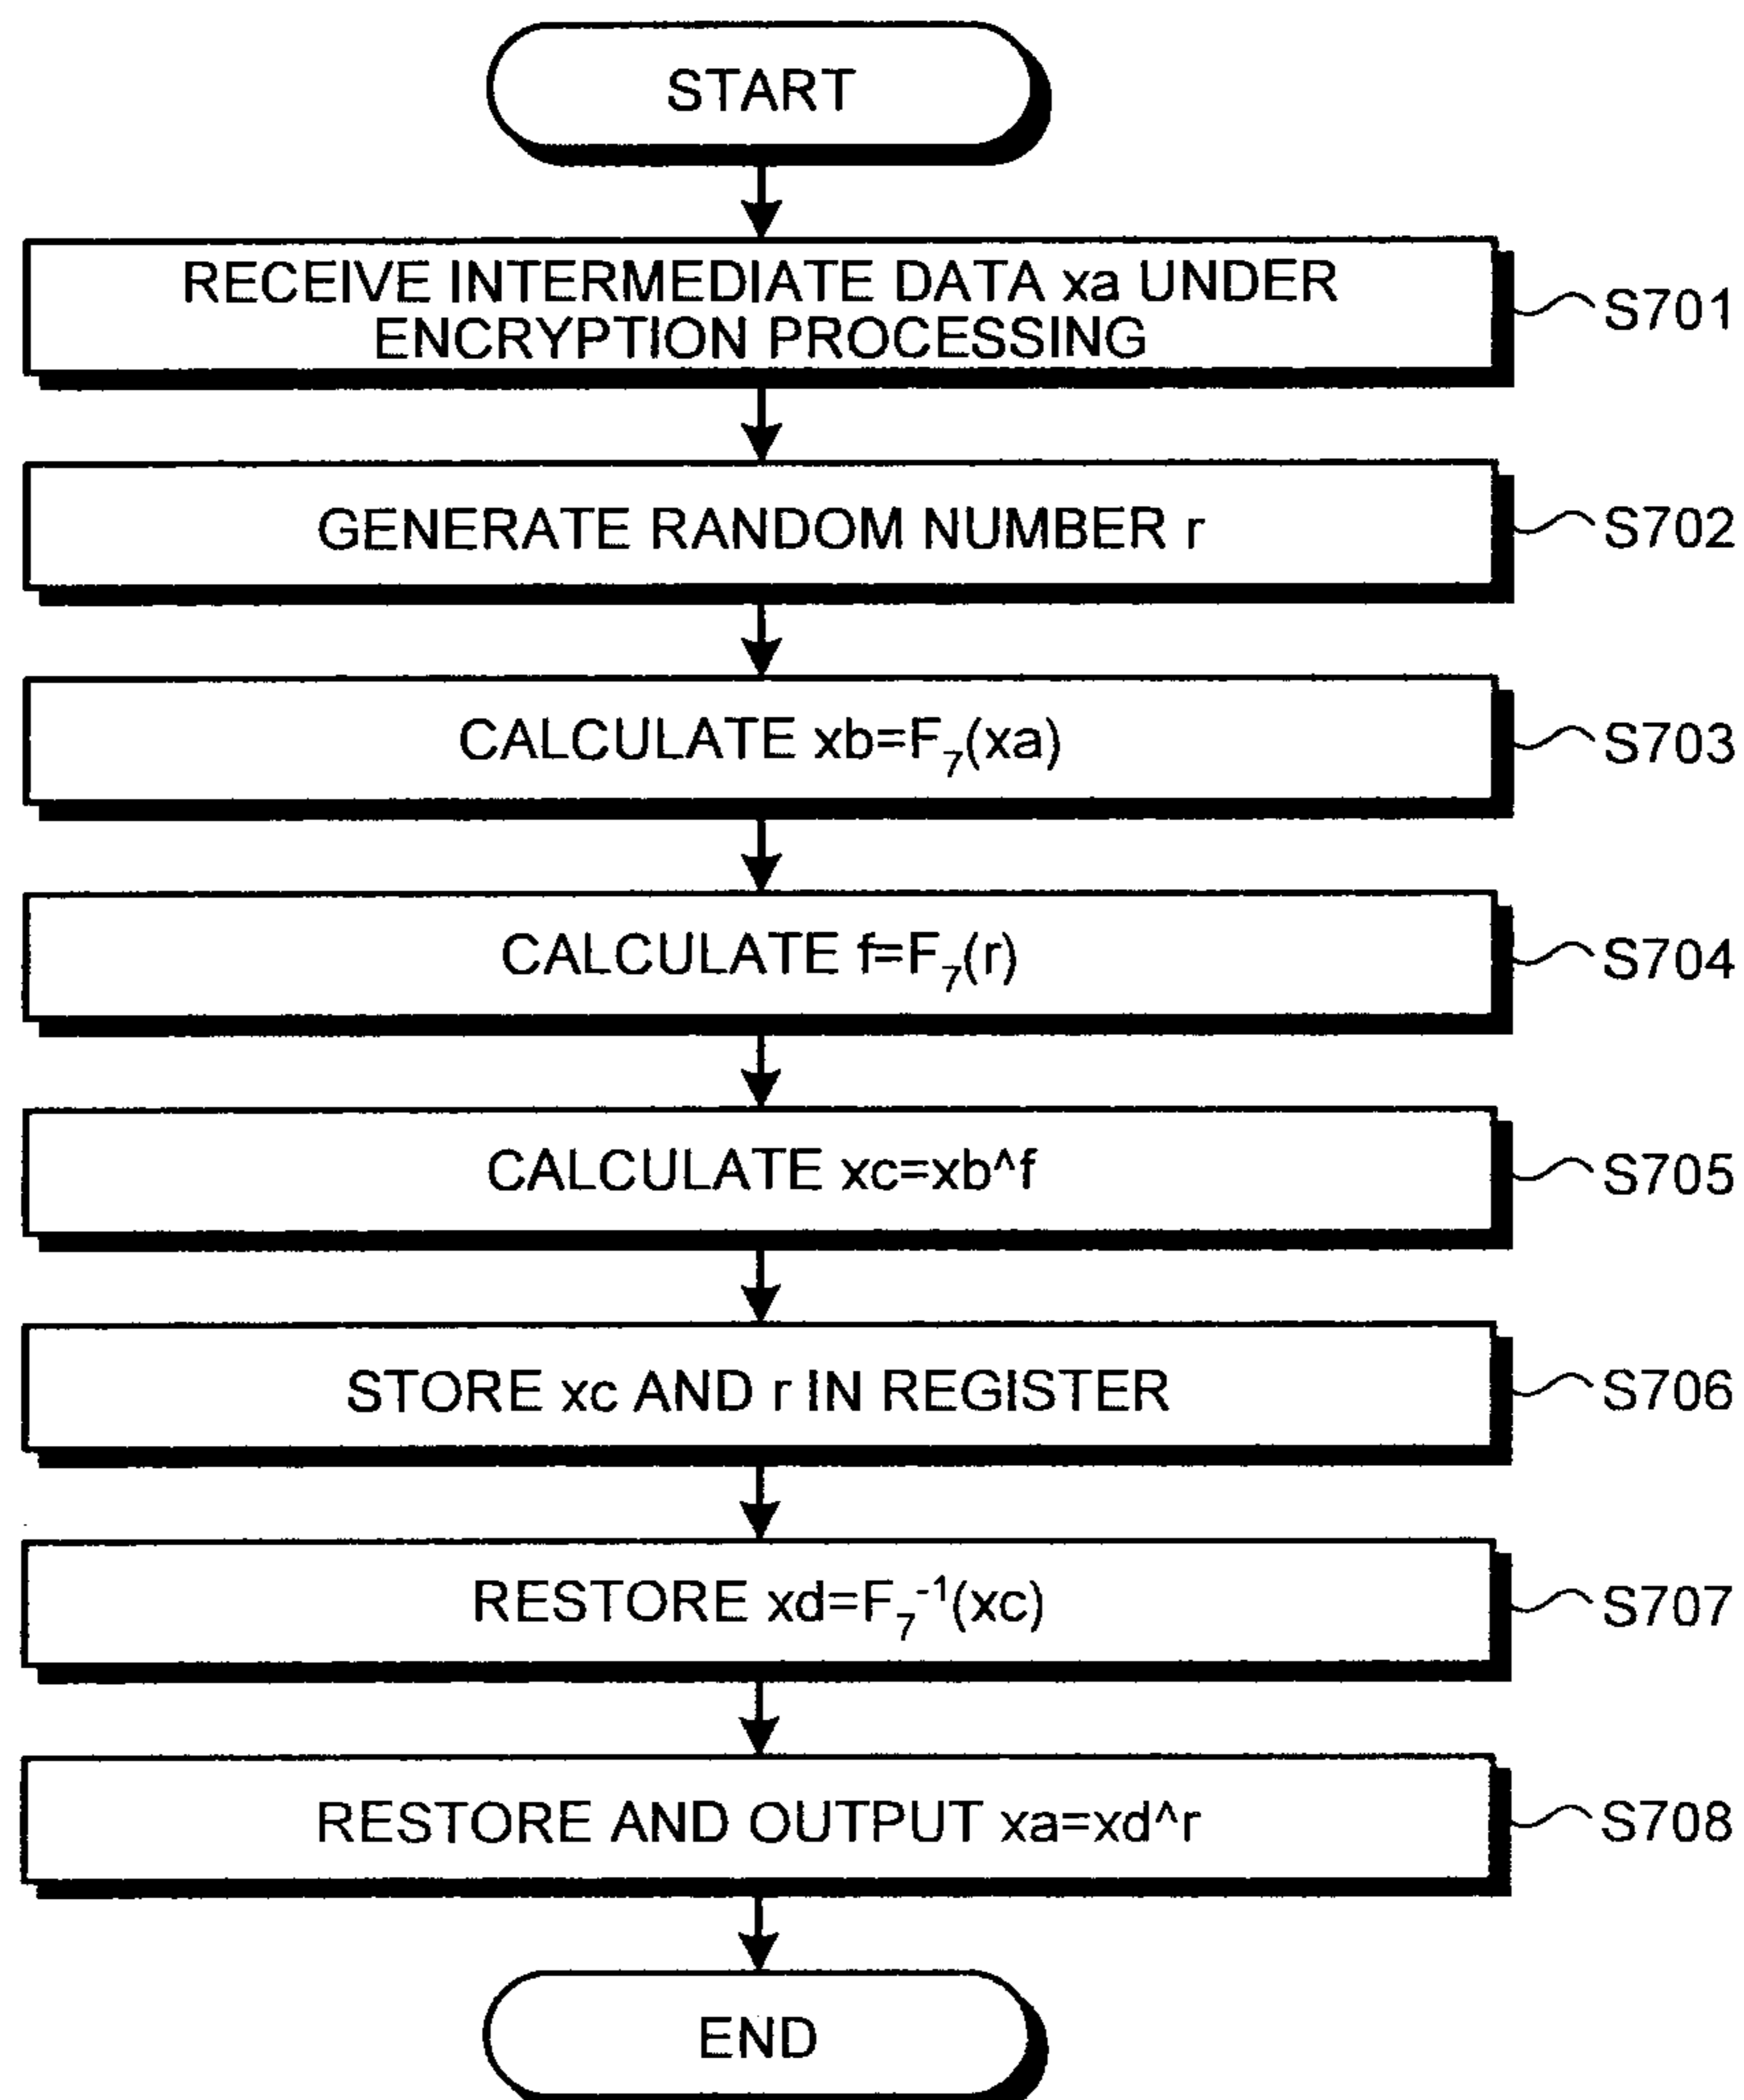 START
RECEIVE INTERMEDIATE DATA xa UNDER
ENCRYPTION PROCESSING
S701
GENERATE RANDOM NUMBER r
S702
CALCULATE xb=F₇(xa)
S703
CALCULATE f=F₇(r)
S704
CALCULATE xc=xb^f
S705
STORE xc AND r IN REGISTER
S706
RESTORE xd=F₇⁻¹(xc)
S707
RESTORE AND OUTPUT xa=xd^r
S708
END